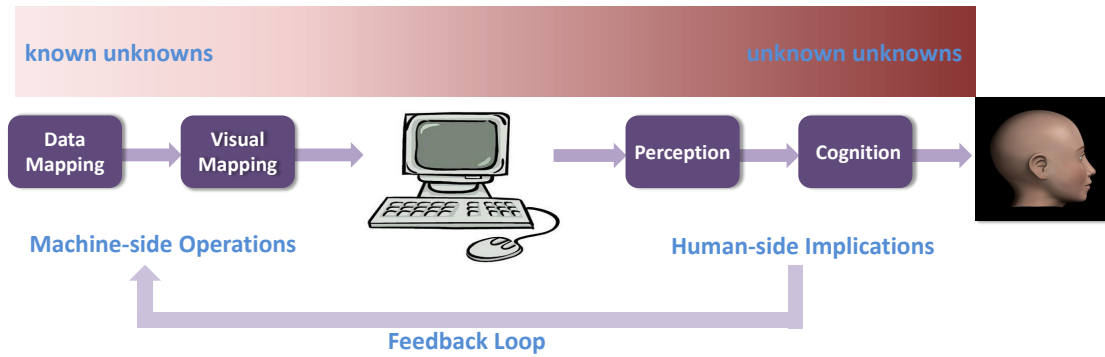 known unknowns
unknown unknowns
Data
Mapping
Visual
Mapping
Perception
Cognition
Machine-side Operations
Human-side Implications
Feedback Loop